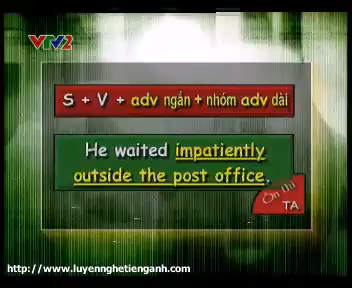 VTV2
S + V + adv ngắn + nhóm adv dài
He waited impatiently
outside the post office.
Ôn thi
TA
http://www.luyennghetienganh.com